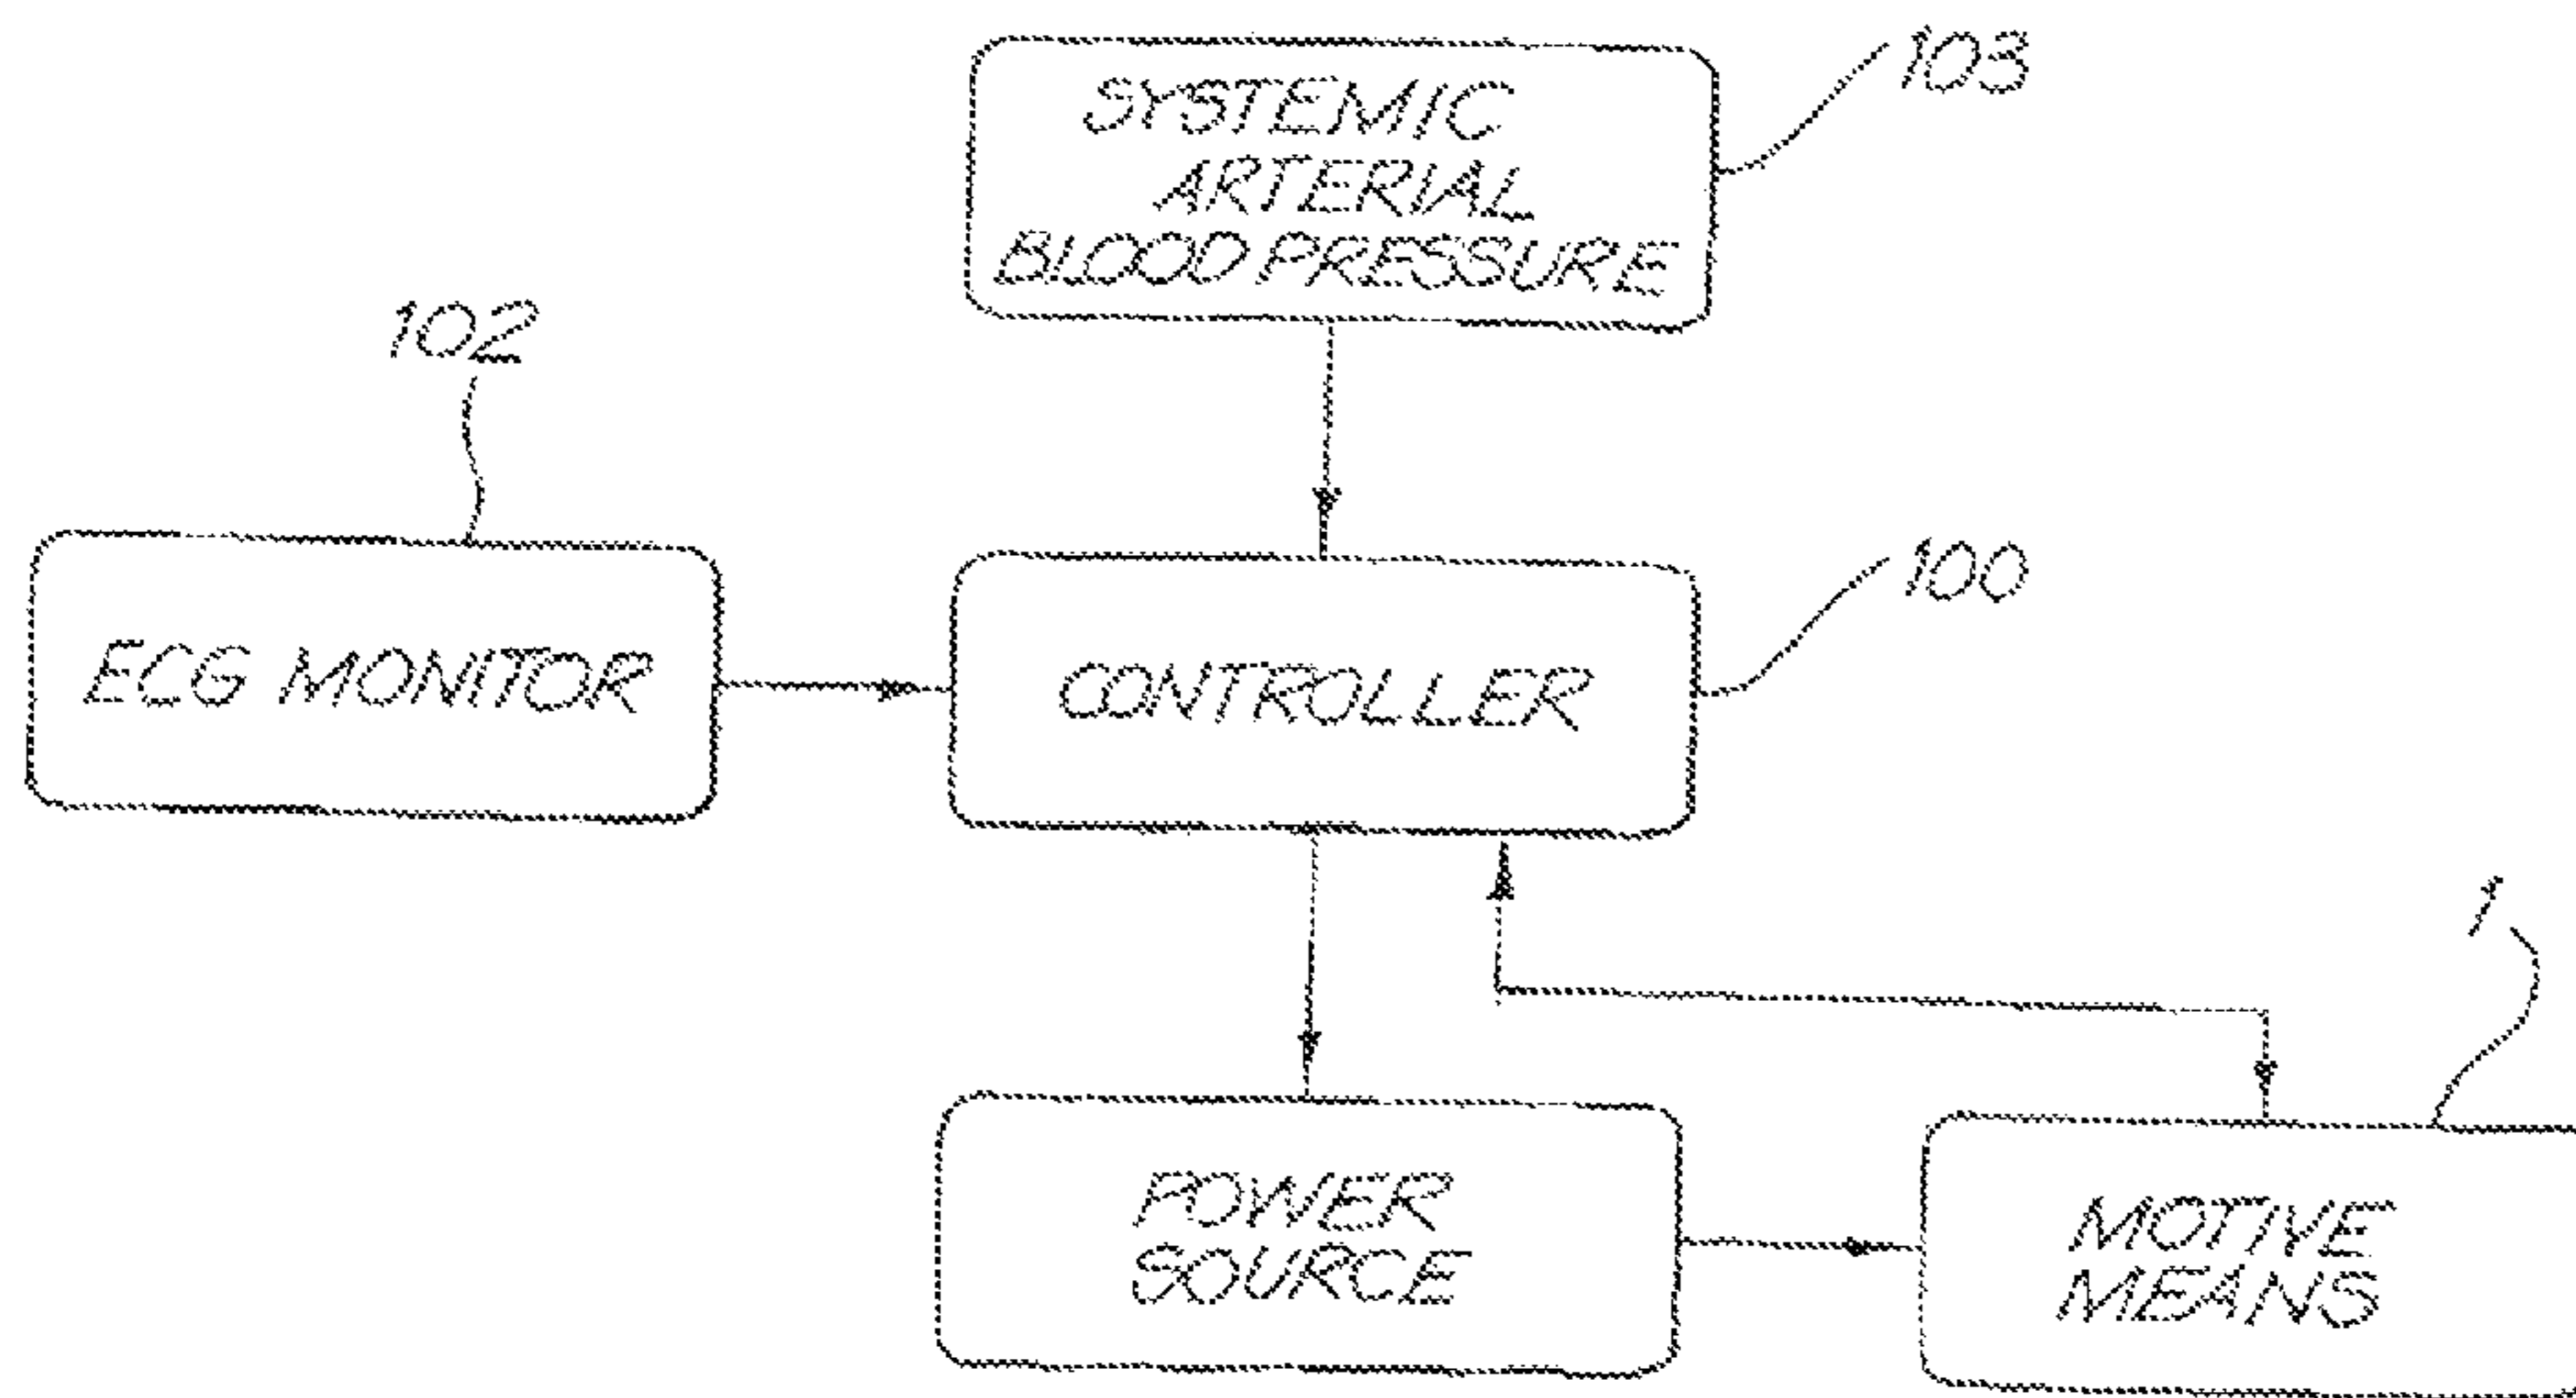 SYSTEMIC
ARTERIAL
BLOOD PRESSURE
103
102
ECG MONITOR
CONTROLLER
100
1
POWER
SOURCE
MOTIVE
MEANS